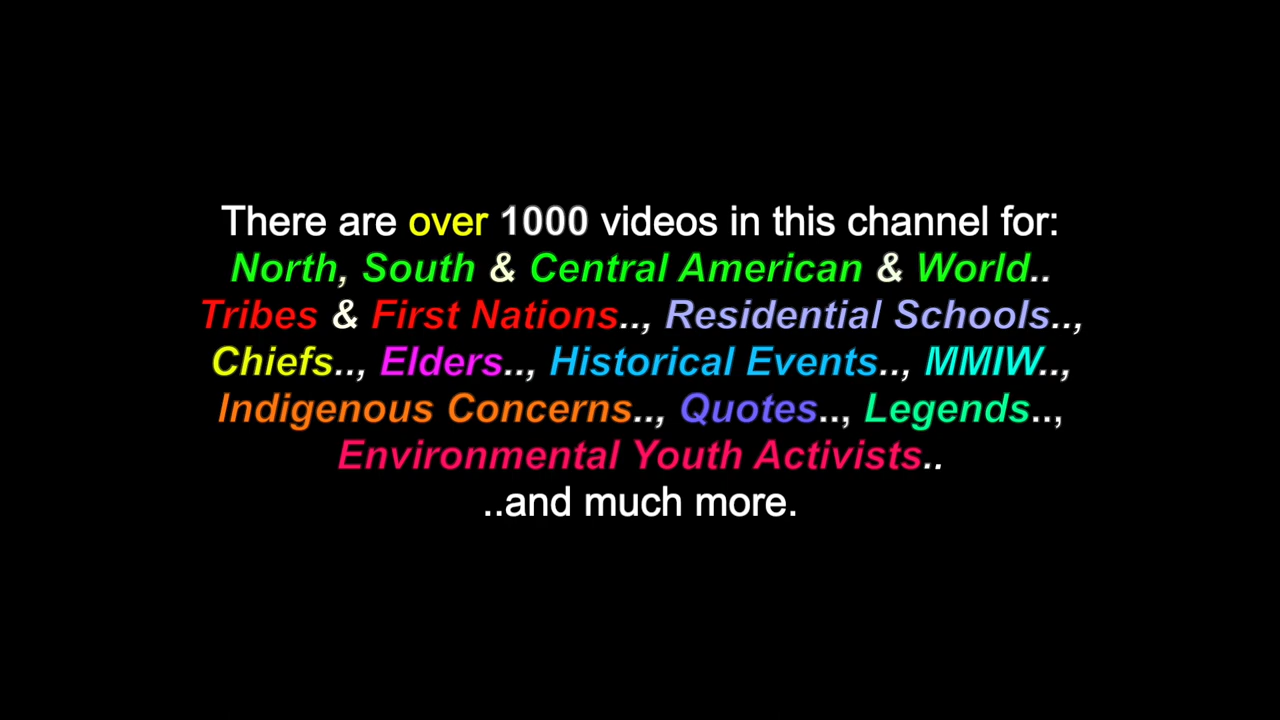 There are over 1000 videos in this channel for:
North, South & Central American & World..
Tribes & First Nations.., Residential Schools..,
Chiefs.., Elders.., Historical Events.., MMIW..,
Indigenous Concerns.., Quotes.., Legends..,
Environmental Youth Activists..
..and much more.